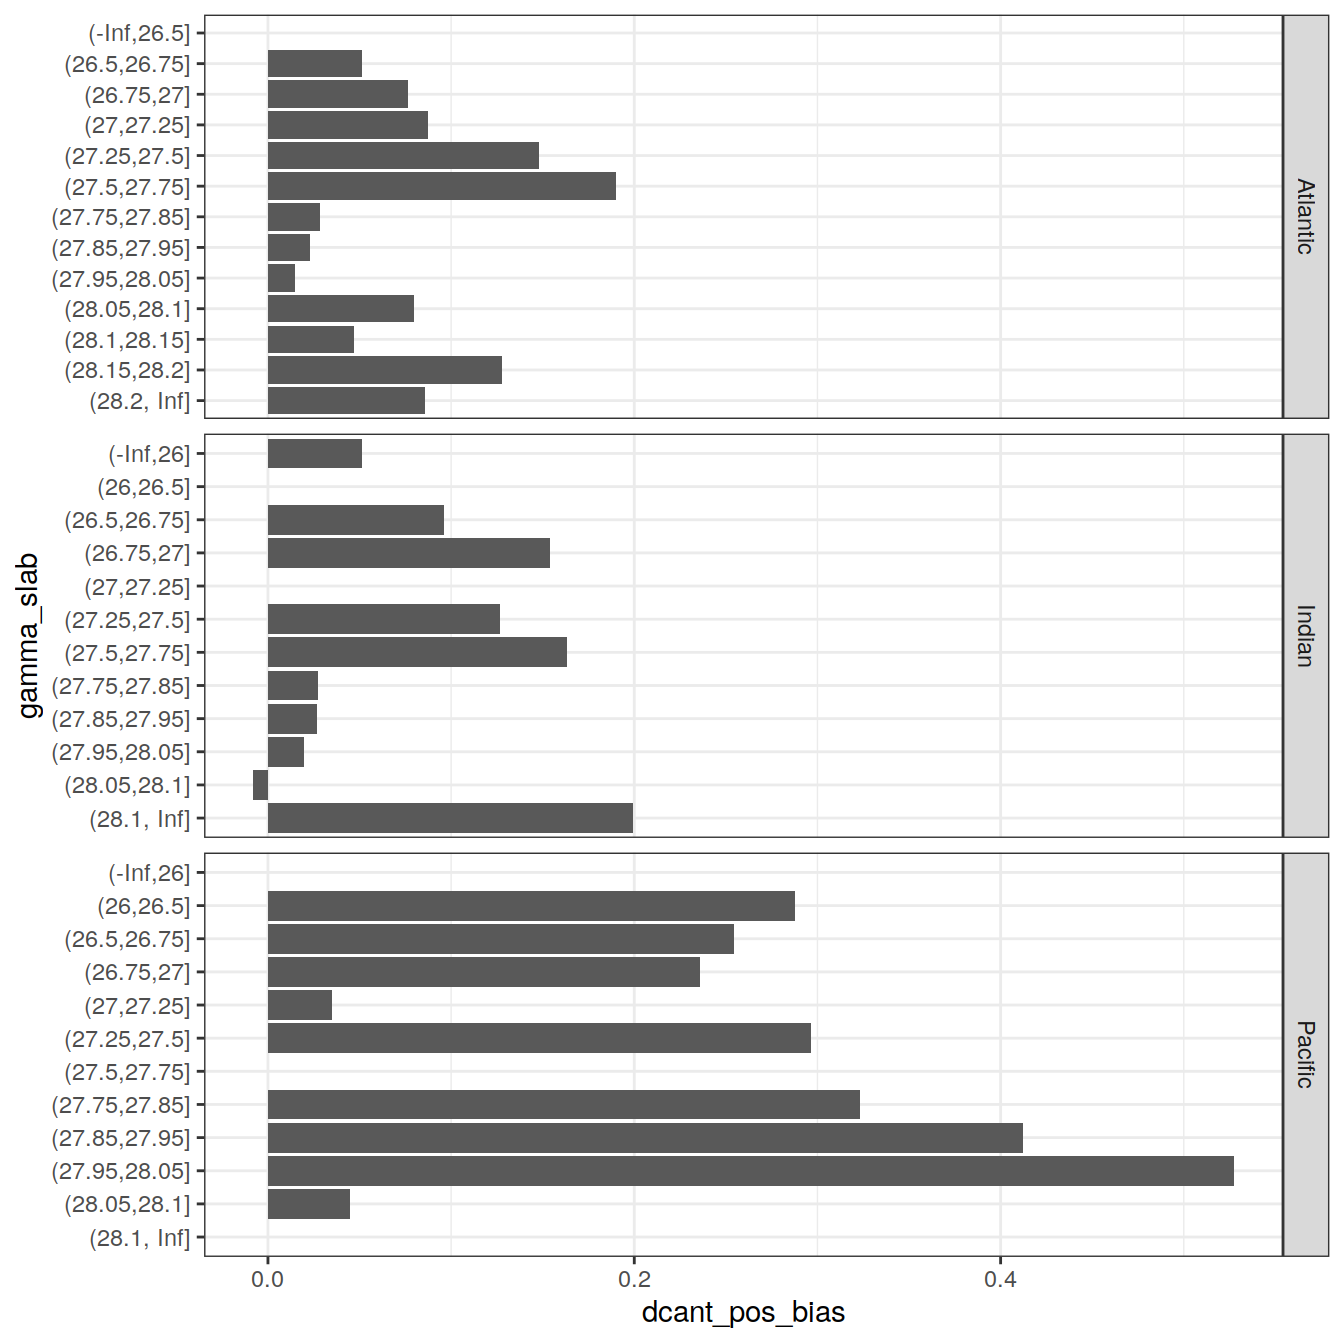 (-Inf,26.5]
(26.5,26.75]
(26.75,27]
(27,27.25]
(27.25,27.5]
(27.5,27.75]
(27.75,27.85]
(27.85,27.95]
(27.95,28.05]
(28.05,28.1]
(28.1,28.15]
(28.15,28.2]
(28.2, Inf]
Atlantic
(-Inf,26]
(26,26.5]
(26.5,26.75]
(26.75,27]
(27,27.25]
(27.25,27.5]
(27.5,27.75]
(27.75,27.85]
(27.85,27.95]
(27.95,28.05]
(28.05,28.1]
(28.1, Inf]
Indian
gamma_slab
(-Inf,26]
(26,26.5]
(26.5,26.75]
(26.75,27]
(27,27.25]
(27.25,27.5]
(27.5,27.75]
(27.75,27.85]
(27.85,27.95]
(27.95,28.05]
(28.05,28.1]
(28.1, Inf]
Pacific
0.0 0.2 0.4
dcant_pos_bias